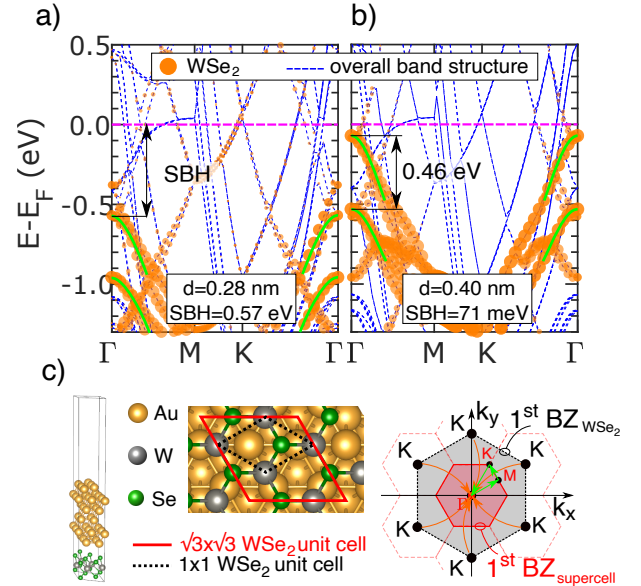 a)
b)
WSe₂
overall band structure
E-E_F (eV)
0.5
0.0
-0.5
-1.0
SBH
0.46 eV
d=0.28 nm
SBH=0.57 eV
d=0.40 nm
SBH=71 meV
Γ M K Γ
Γ M K Γ
c)
Au
W
Se
√3x√3 WSe₂ unit cell
1x1 WSe₂ unit cell
k_y
1ˢᵗ BZ_WSe₂
K
K
K
K
K
K
K
M
Γ
k_x
1ˢᵗ BZ_supercell